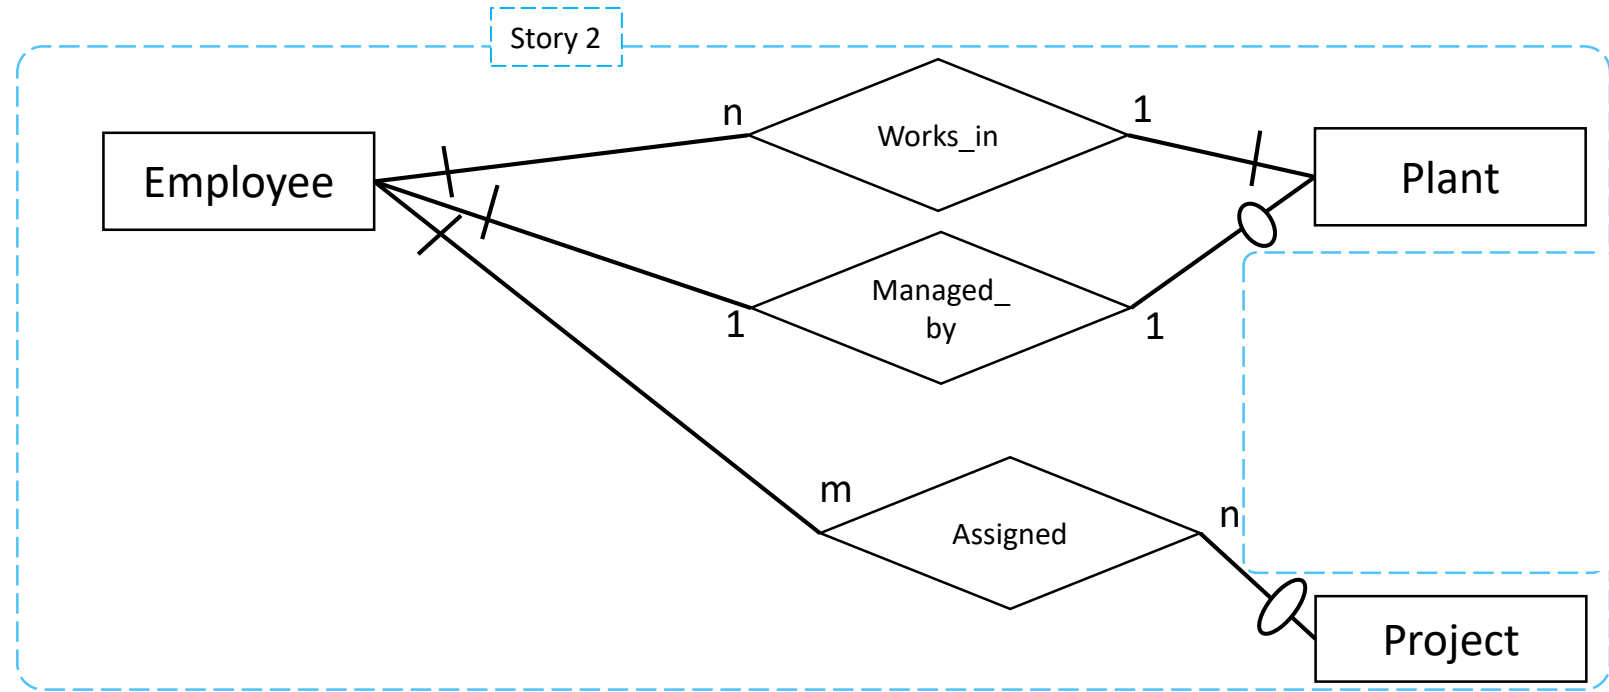 Story 2
n
1
Works_in
Employee
Plant
Managed_
by
1
1
m
n
Assigned
Project